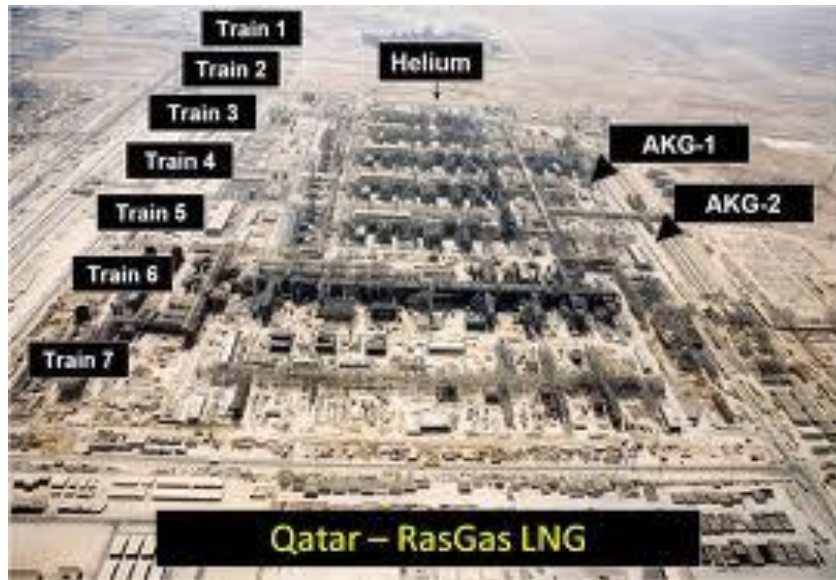 Train 1
Train 2
Helium
Train 3
AKG-1
Train 4
AKG-2
Train 5
Train 6
Train 7
Qatar – RasGas LNG